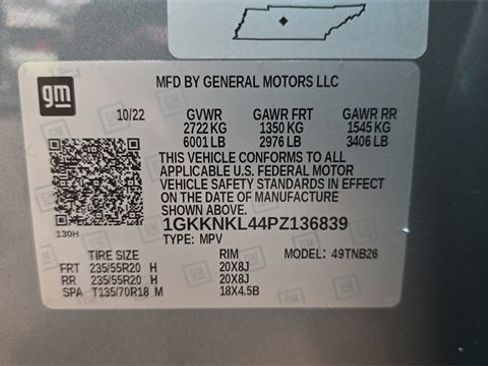 gm
MFD BY GENERAL MOTORS LLC
10/22 GVWR GAWR FRT GAWR RR
2722 KG 1350 KG 1545 KG
6001 LB 2976 LB 3406 LB
THIS VEHICLE CONFORMS TO ALL
APPLICABLE U.S. FEDERAL MOTOR
VEHICLE SAFETY STANDARDS IN EFFECT
ON THE DATE OF MANUFACTURE
SHOWN ABOVE.
130H
1GKKNKL44PZ136839
TYPE: MPV MODEL: 49TNB26
TIRE SIZE RIM
FRT 235/55R20 H 20X8J
RR 235/55R20 H 20X8J
SPA T135/70R18 M 18X4.5B